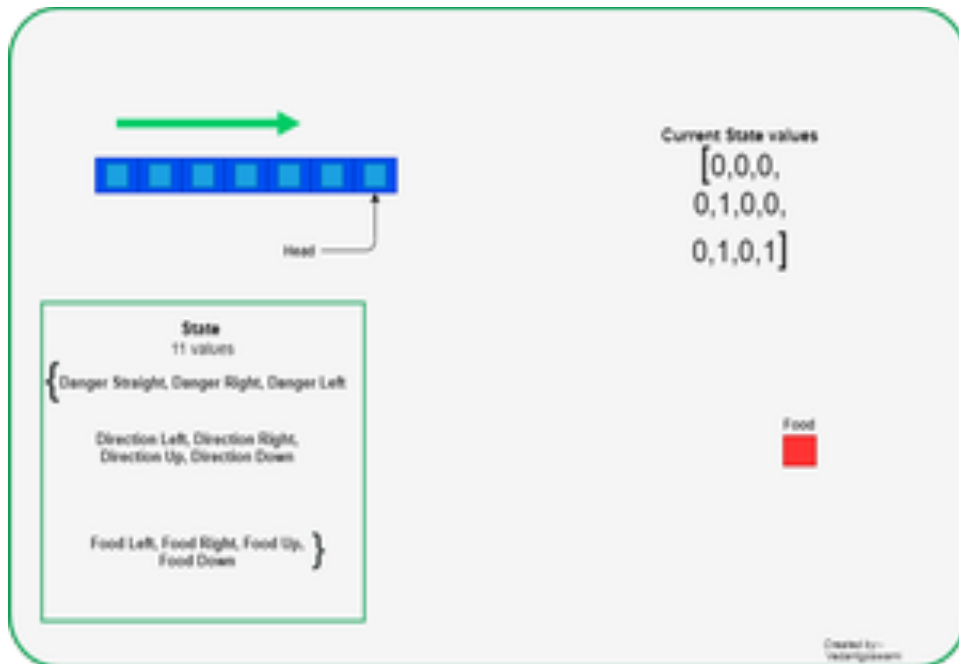 Current State values
[0,0,0,
0,1,0,0,
0,1,0,1]
Head
State
11 values
{Danger Straight, Danger Right, Danger Left
Direction Left, Direction Right,
Direction Up, Direction Down
Food Left, Food Right, Food Up,
Food Down }
Food
Created by:-